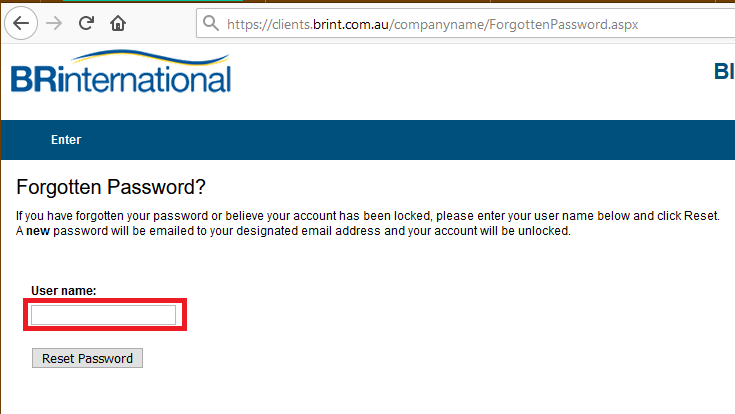 https://clients.brint.com.au/companyname/ForgottenPassword.aspx
BRinternational
BI
Enter
Forgotten Password?
If you have forgotten your password or believe your account has been locked, please enter your user name below and click Reset.
A new password will be emailed to your designated email address and your account will be unlocked.
User name:
Reset Password